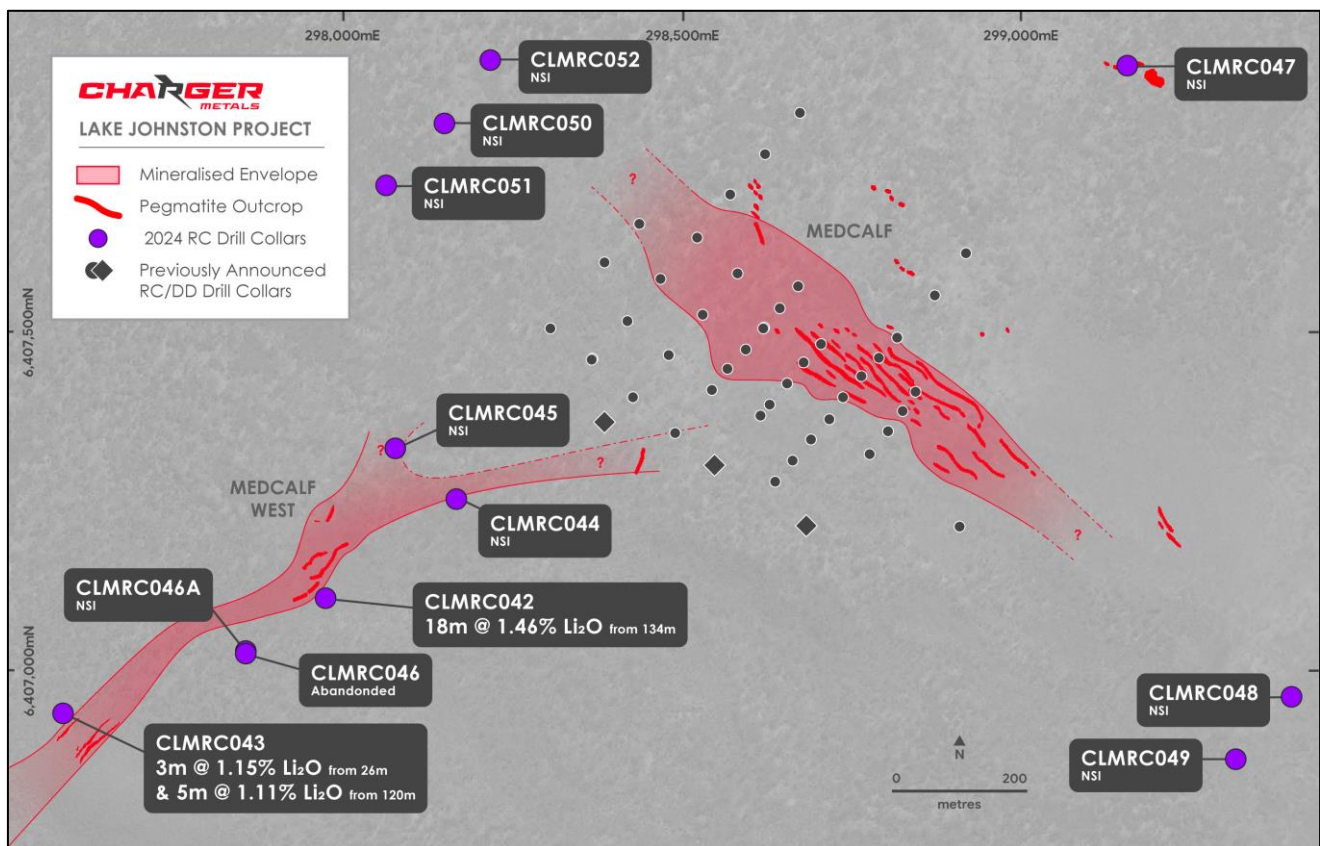 298,000mE
298,500mE
299,000mE
CHARGER
METALS
LAKE JOHNSTON PROJECT
Mineralised Envelope
Pegmatite Outcrop
2024 RC Drill Collars
Previously Announced
RC/DD Drill Collars
CLMRC052
NSI
CLMRC047
NSI
CLMRC050
NSI
CLMRC051
NSI
?
MEDCALF
6,407,500mN
CLMRC045
NSI
?
?
MEDCALF
WEST
CLMRC044
NSI
?
CLMRC046A
NSI
CLMRC042
18m @ 1.46% Li₂O from 134m
CLMRC046
Abandonded
6,407,000mN
CLMRC048
NSI
CLMRC043
3m @ 1.15% Li₂O from 26m
& 5m @ 1.11% Li₂O from 120m
CLMRC049
NSI
N
0 200
metres